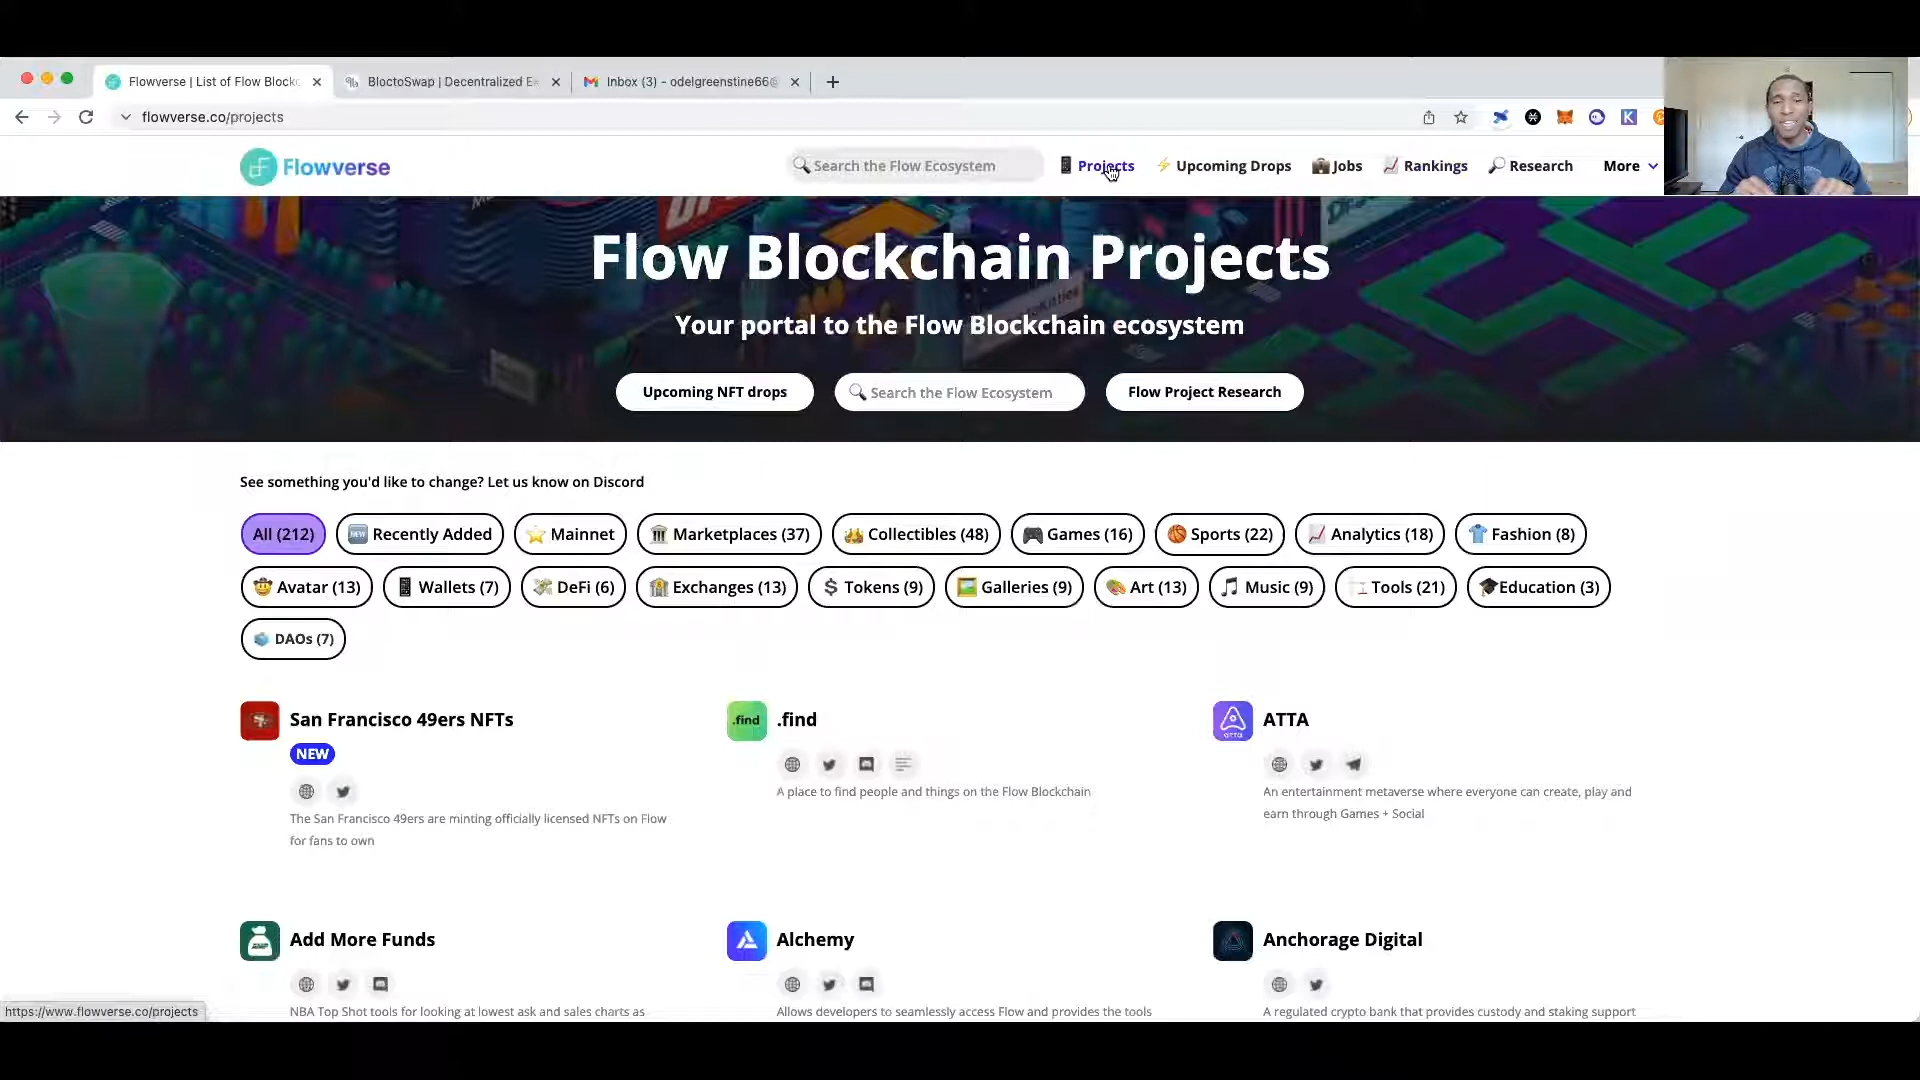 Flowverse | List of Flow Blockc
BloctoSwap | Decentralized E
Inbox (3) - odelgreenstine66@
flowverse.co/projects
Flowverse
Search the Flow Ecosystem
Projects
Upcoming Drops
Jobs
Rankings
Research
More
Flow Blockchain Projects
Your portal to the Flow Blockchain ecosystem
Upcoming NFT drops
Search the Flow Ecosystem
Flow Project Research
See something you'd like to change? Let us know on Discord
All (212)
Recently Added
Mainnet
Marketplaces (37)
Collectibles (48)
Games (16)
Sports (22)
Analytics (18)
Fashion (8)
Avatar (13)
Wallets (7)
DeFi (6)
Exchanges (13)
$ Tokens (9)
Galleries (9)
Art (13)
Music (9)
Tools (21)
Education (3)
DAOs (7)
San Francisco 49ers NFTs
NEW
The San Francisco 49ers are minting officially licensed NFTs on Flow
for fans to own
.find
.find
A place to find people and things on the Flow Blockchain
ATTA
ATTA
An entertainment metaverse where everyone can create, play and
earn through Games + Social
Add More Funds
NBA Top Shot tools for looking at lowest ask and sales charts as
Alchemy
Allows developers to seamlessly access Flow and provides the tools
Anchorage Digital
A regulated crypto bank that provides custody and staking support
https://www.flowverse.co/projects